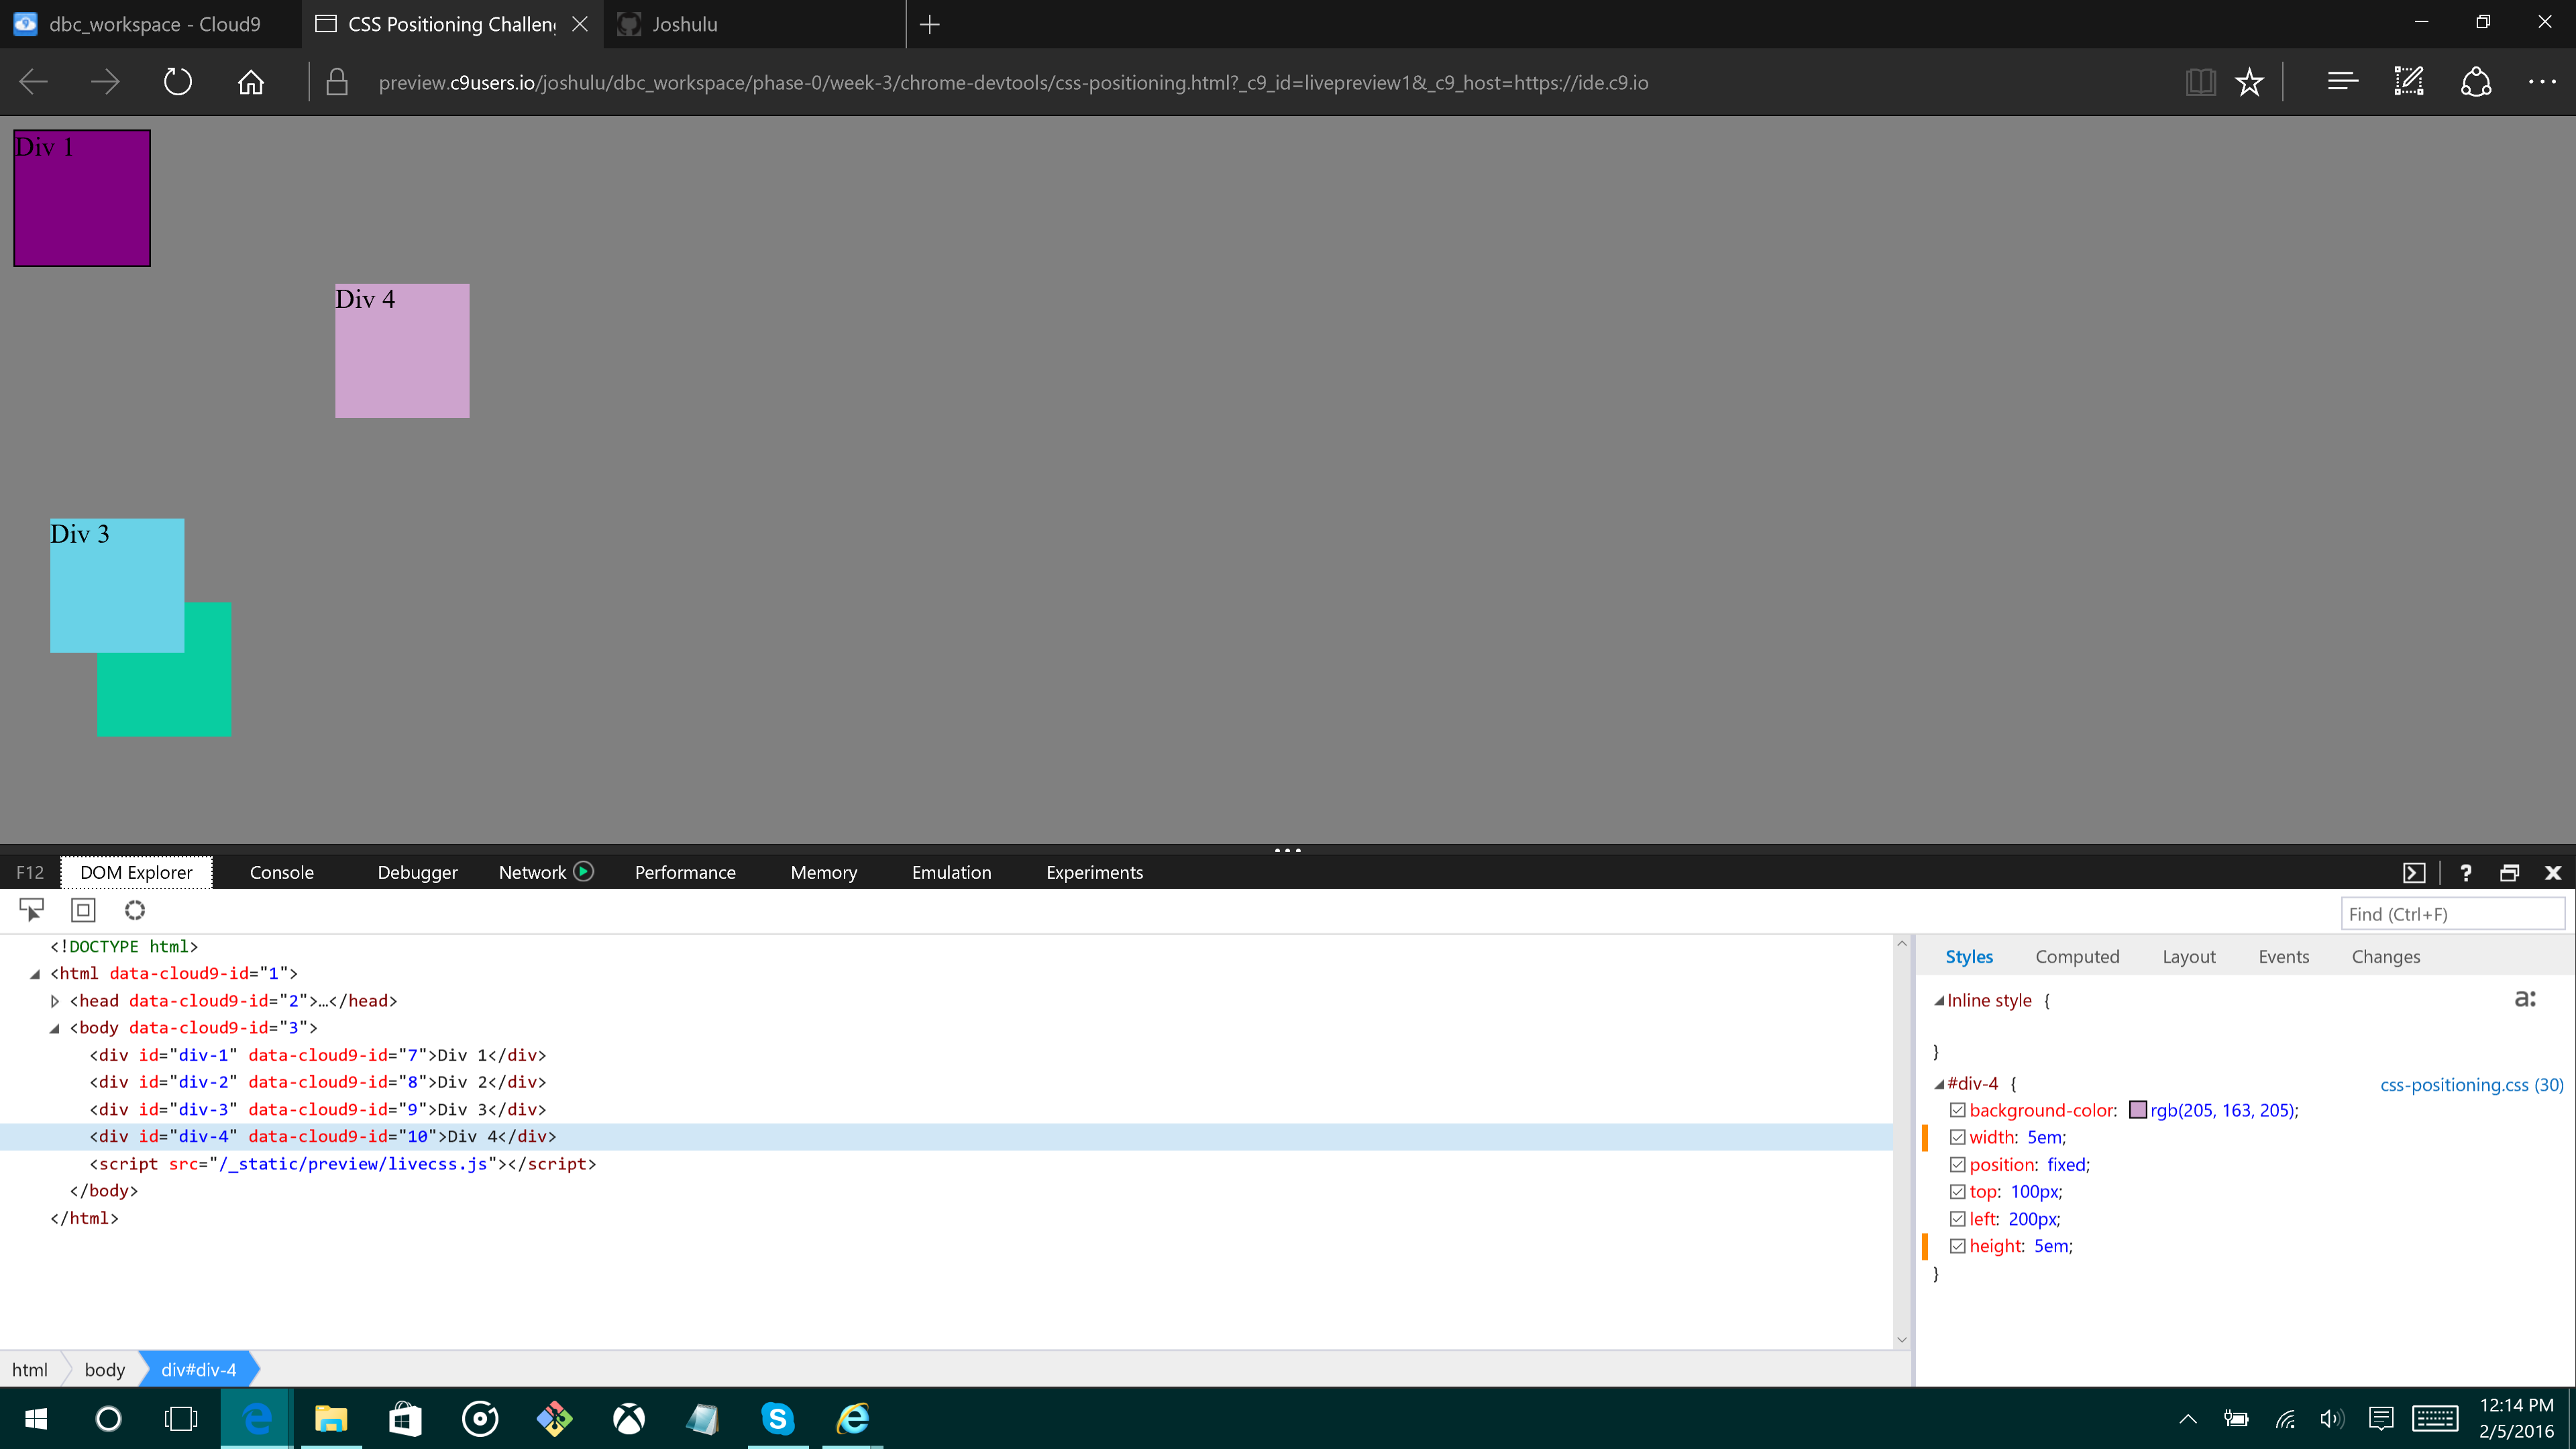 dbc_workspace - Cloud9
CSS Positioning Challen
Joshulu
preview.c9users.io/joshulu/dbc_workspace/phase-0/week-3/chrome-devtools/css-positioning.html?_c9_id=livepreview1&_c9_host=https://ide.c9.io
Div 1
Div 4
Div 3
F12 DOM Explorer Console Debugger Network Performance Memory Emulation Experiments ?
Find (Ctrl+F)
<!DOCTYPE html>
<html data-cloud9-id="1">
<head data-cloud9-id="2">…</head>
<body data-cloud9-id="3">
<div id="div-1" data-cloud9-id="7">Div 1</div>
<div id="div-2" data-cloud9-id="8">Div 2</div>
<div id="div-3" data-cloud9-id="9">Div 3</div>
<div id="div-4" data-cloud9-id="10">Div 4</div>
<script src="/_static/preview/livecss.js"></script>
</body>
</html>
Styles Computed Layout Events Changes
Inline style {
a:
}
#div-4 { css-positioning.css (30)
background-color: rgb(205, 163, 205);
width: 5em;
position: fixed;
top: 100px;
left: 200px;
height: 5em;
}
html body div#div-4
12:14 PM
2/5/2016